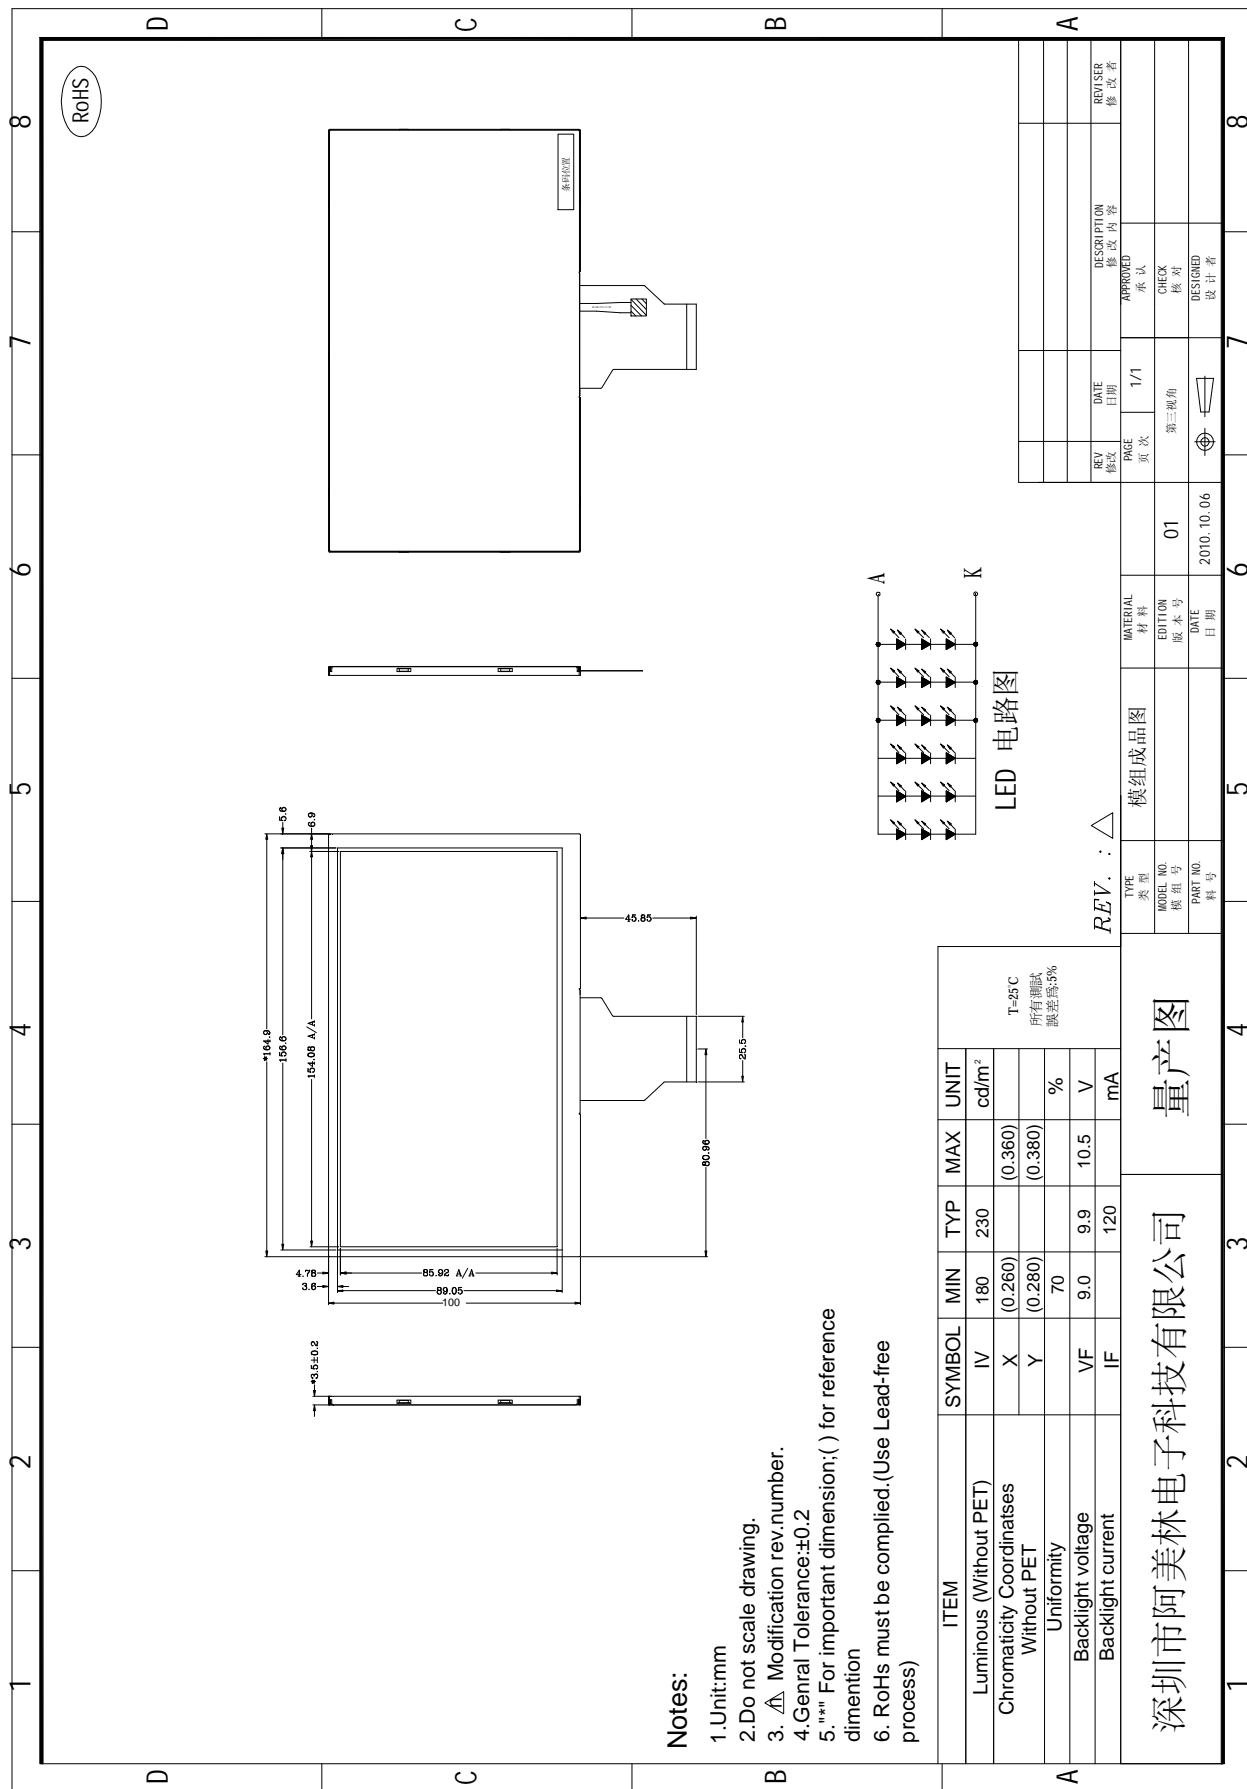 1 2 3 4 5 6 7 8
D
C
B
A
RoHS
*164.9
156.6
154.08 A/A
5.6
6.9
4.78
3.6
85.92 A/A
89.05
100
*3.5±0.2
45.85
25.5
80.96
条码位置
A
K
LED 电路图
Notes:
1.Unit:mm
2.Do not scale drawing.
3. Modification rev.number.
4.Genral Tolerance:±0.2
5."*" For important dimension;( ) for reference
dimention
6. RoHs must be complied.(Use Lead-free
process)
ITEM SYMBOL MIN TYP MAX UNIT
Luminous (Without PET) IV 180 230 cd/m²
Chromaticity Coordinatses X (0.260) (0.360)
Without PET Y (0.280) (0.380)
Uniformity 70 %
Backlight voltage VF 9.0 9.9 10.5 V
Backlight current IF 120 mA
T=25℃
所有測試
誤差爲:5%
REV. :
深圳市阿美林电子科技有限公司
量产图
TYPE
类 型
模组成品图
MODEL NO.
模 组 号
PART NO.
料 号
MATERIAL
材 料
EDITION
版 本 号
01
DATE
日 期
2010.10.06
REV
修改
DATE
日期
DESCRIPTION
修 改 内 容
REVISER
修 改 者
PAGE
页 次
1/1
第三视角
APPROVED
承 认
CHECK
核 对
DESIGNED
设 计 者
D
C
B
A
1 2 3 4 5 6 7 8